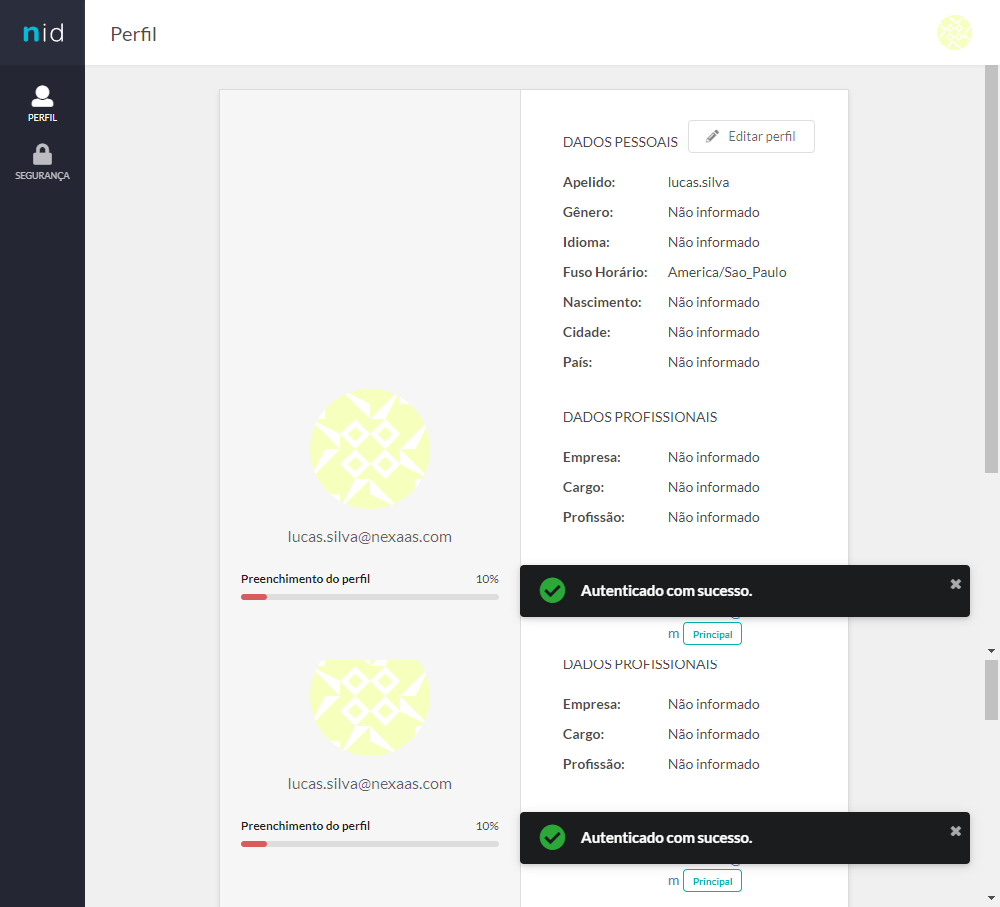 nid
Perfil
PERFIL
SEGURANÇA
DADOS PESSOAIS
Editar perfil
Apelido: lucas.silva
Gênero: Não informado
Idioma: Não informado
Fuso Horário: America/Sao_Paulo
Nascimento: Não informado
Cidade: Não informado
País: Não informado
DADOS PROFISSIONAIS
Empresa: Não informado
Cargo: Não informado
Profissão: Não informado
lucas.silva@nexaas.com
Preenchimento do perfil 10%
Autenticado com sucesso.
m Principal
DADOS PROFISSIONAIS
Empresa: Não informado
Cargo: Não informado
Profissão: Não informado
lucas.silva@nexaas.com
Preenchimento do perfil 10%
Autenticado com sucesso.
m Principal